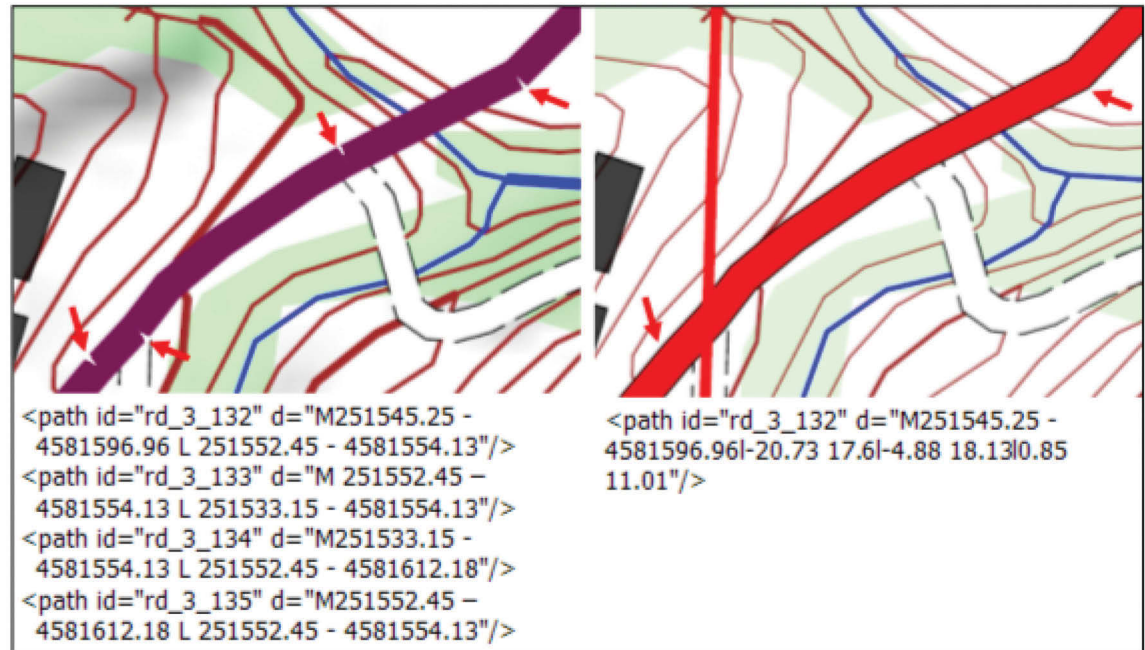 <path id="rd_3_132" d="M251545.25 -
4581596.96 L 251552.45 - 4581554.13"/>
<path id="rd_3_133" d="M 251552.45 –
4581554.13 L 251533.15 - 4581554.13"/>
<path id="rd_3_134" d="M251533.15 -
4581554.13 L 251552.45 - 4581612.18"/>
<path id="rd_3_135" d="M251552.45 –
4581612.18 L 251552.45 - 4581554.13"/>
<path id="rd_3_132" d="M251545.25 -
4581596.96l-20.73 17.6l-4.88 18.13l0.85
11.01"/>